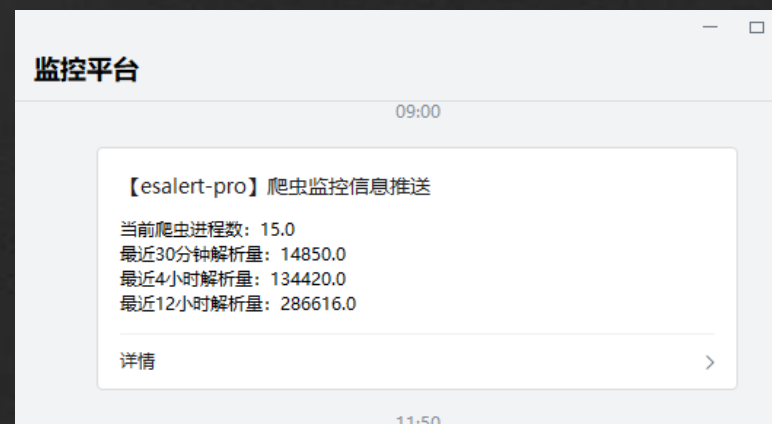 监控平台
09:00
【esalert-pro】爬虫监控信息推送
当前爬虫进程数：15.0
最近30分钟解析量：14850.0
最近4小时解析量：134420.0
最近12小时解析量：286616.0
详情
11:50